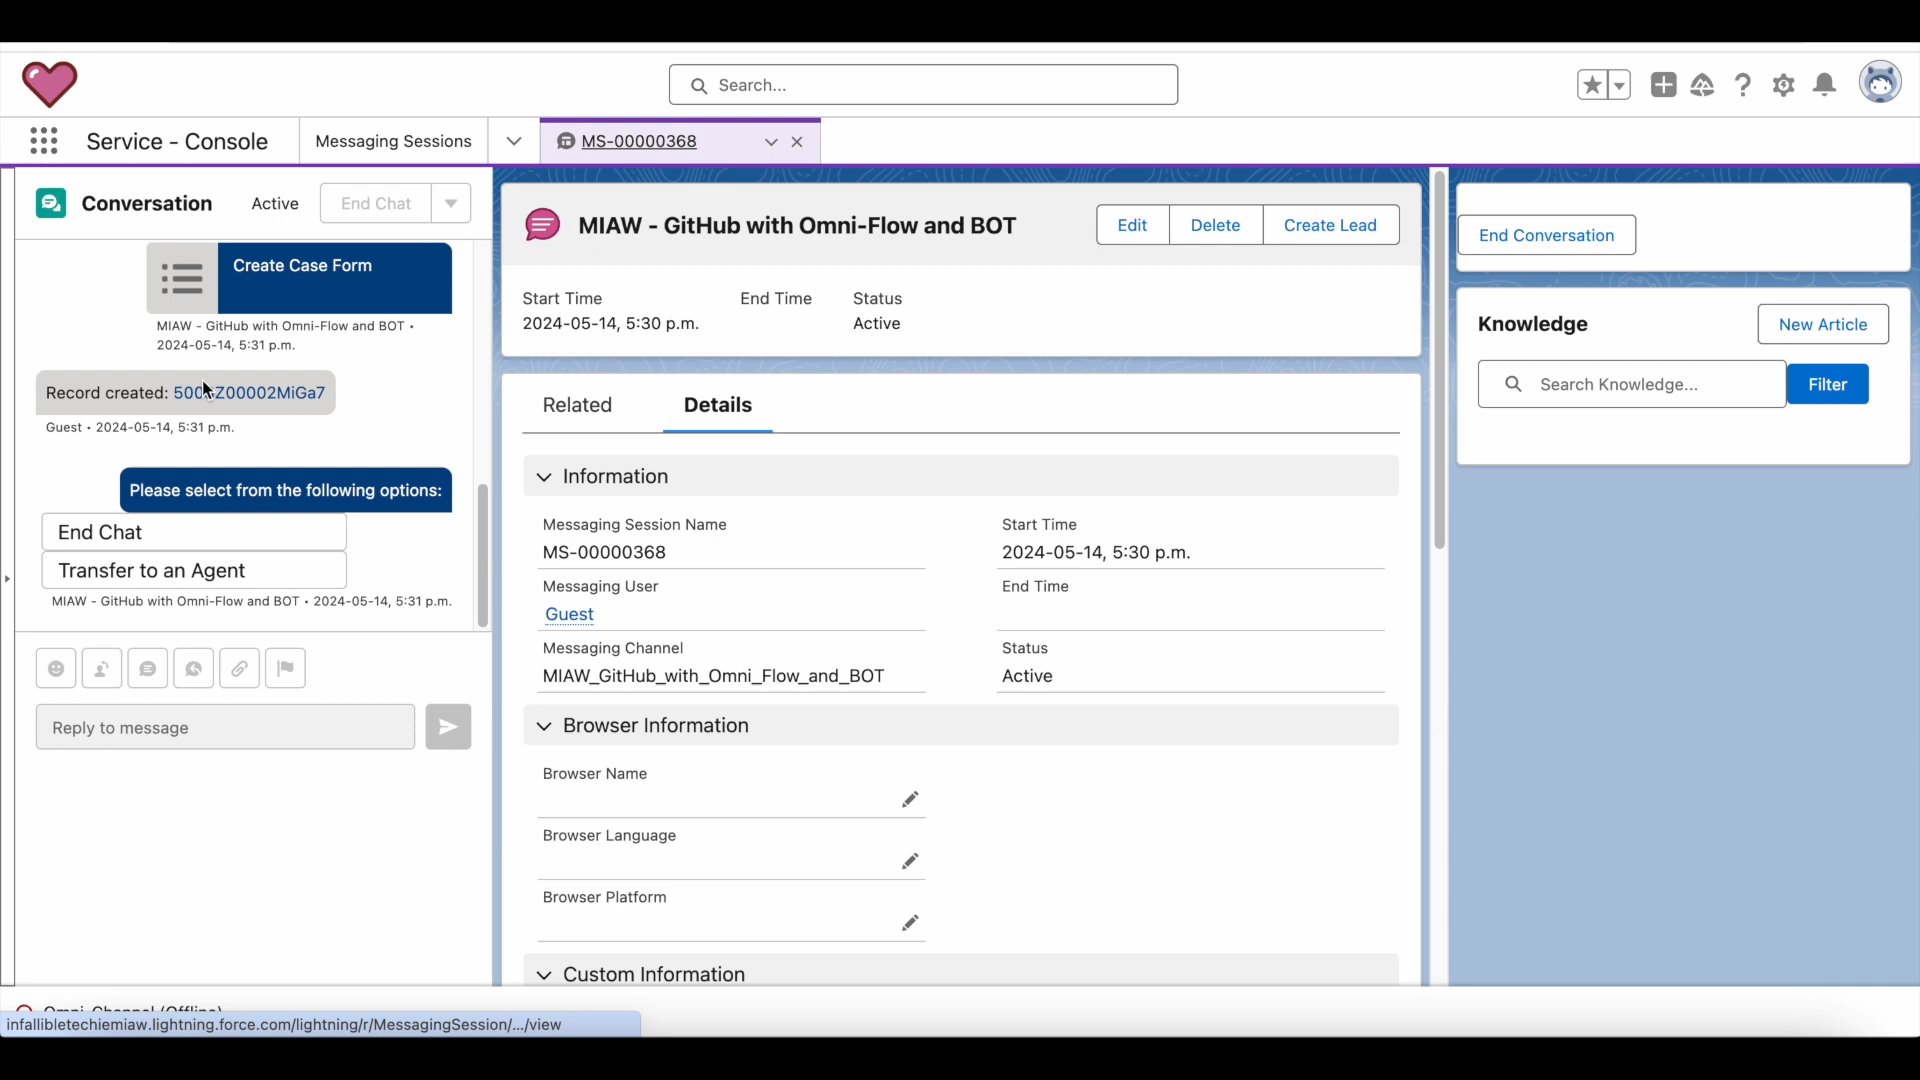 Search...
Service - Console
Messaging Sessions
MS-00000368
Conversation
Active
End Chat
Create Case Form
MIAW - GitHub with Omni-Flow and BOT •
2024-05-14, 5:31 p.m.
Record created: 500 Z00002MiGa7
Guest • 2024-05-14, 5:31 p.m.
Please select from the following options:
End Chat
Transfer to an Agent
MIAW - GitHub with Omni-Flow and BOT • 2024-05-14, 5:31 p.m.
Reply to message
MIAW - GitHub with Omni-Flow and BOT
Edit
Delete
Create Lead
Start Time
2024-05-14, 5:30 p.m.
End Time
Status
Active
Related
Details
Information
Messaging Session Name
MS-00000368
Start Time
2024-05-14, 5:30 p.m.
Messaging User
Guest
End Time
Messaging Channel
MIAW_GitHub_with_Omni_Flow_and_BOT
Status
Active
Browser Information
Browser Name
Browser Language
Browser Platform
Custom Information
End Conversation
Knowledge
New Article
Search Knowledge...
Filter
Omni-Channel (Offline)
infallibletechiemiaw.lightning.force.com/lightning/r/MessagingSession/.../view